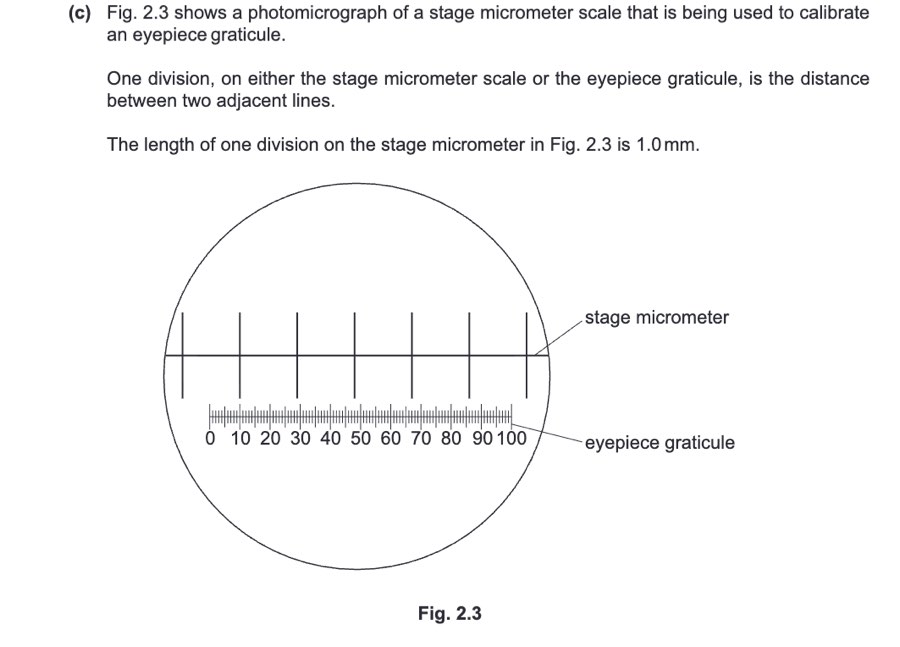 (c) Fig. 2.3 shows a photomicrograph of a stage micrometer scale that is being used to calibrate
an eyepiece graticule.
One division, on either the stage micrometer scale or the eyepiece graticule, is the distance
between two adjacent lines.
The length of one division on the stage micrometer in Fig. 2.3 is 1.0 mm.
stage micrometer
0 10 20 30 40 50 60 70 80 90 100
eyepiece graticule
Fig. 2.3